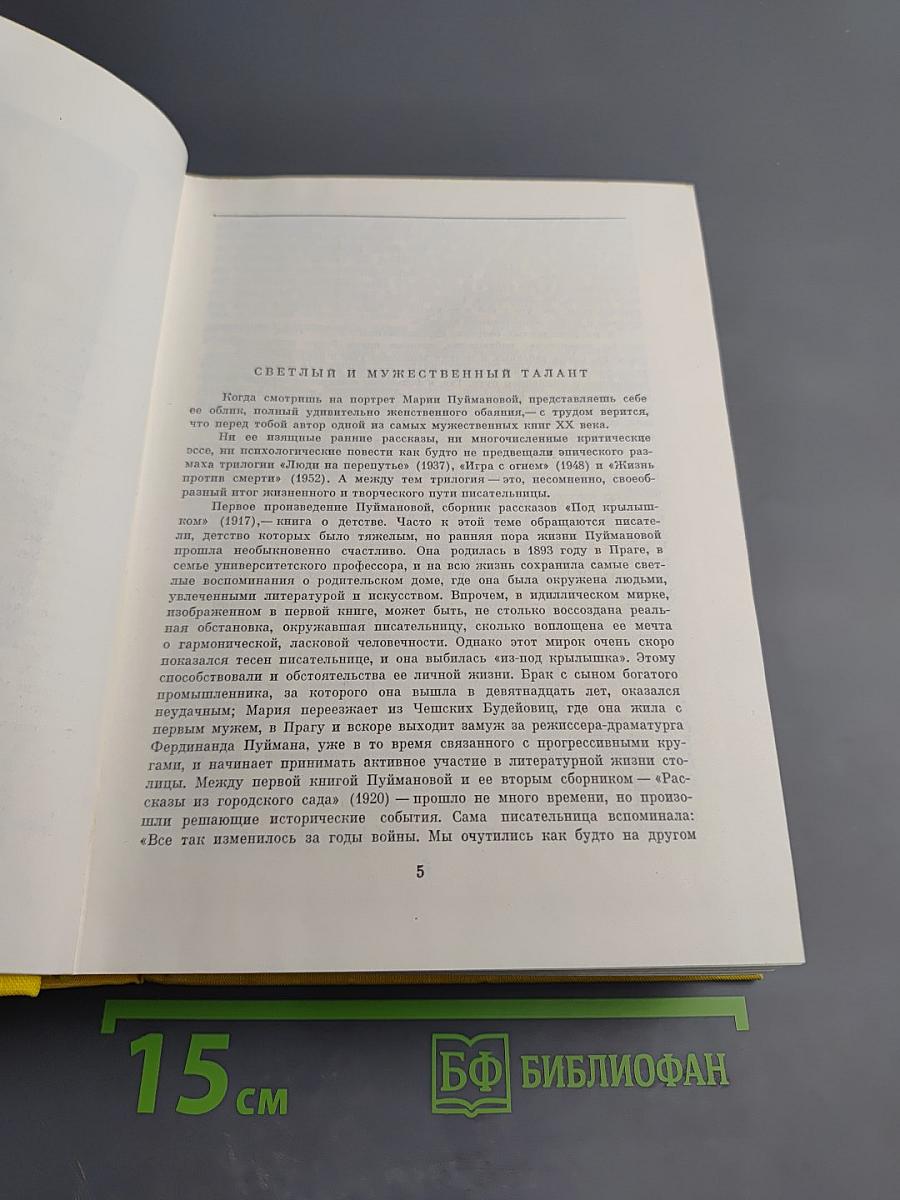 СВЕТЛЫЙ И МУЖЕСТВЕННЫЙ ТАЛАНТ
Когда смотришь на портрет Марии Пуймановой, представляешь себе
ее облик, полный удивительно женственного обаяния,— с трудом верится,
что перед тобой автор одной из самых мужественных книг XX века.
Ни ее изящные ранние рассказы, ни многочисленные критические
эссе, ни психологические повести как будто не предвещали эпического раз-
маха трилогии «Люди на перепутье» (1937), «Игра с огнем» (1948) и «Жизнь
против смерти» (1952). А между тем трилогия — это, несомненно, своеоб-
разный итог жизненного и творческого пути писательницы.
Первое произведение Пуймановой, сборник рассказов «Под крылыш-
ком» (1917),— книга о детстве. Часто к этой теме обращаются писате-
ли, детство которых было тяжелым, но ранняя пора жизни Пуймановой
прошла необыкновенно счастливо. Она родилась в 1893 году в Праге, в
семье университетского профессора, и на всю жизнь сохранила самые свет-
лые воспоминания о родительском доме, где она была окружена людьми,
увлеченными литературой и искусством. Впрочем, в идиллическом мирке,
изображенном в первой книге, может быть, не столько воссоздана реаль-
ная обстановка, окружавшая писательницу, сколько воплощена ее мечта
о гармонической, ласковой человечности. Однако этот мирок очень скоро
показался тесен писательнице, и она выбилась «из-под крылышка». Этому
способствовали и обстоятельства ее личной жизни. Брак с сыном богатого
промышленника, за которого она вышла в девятнадцать лет, оказался
неудачным; Мария переезжает из Чешских Будейовиц, где она жила с
первым мужем, в Прагу и вскоре выходит замуж за режиссера-драматурга
Фердинанда Пуймана, уже в то время связанного с прогрессивными кру-
гами, и начинает принимать активное участие в литературной жизни сто-
лицы. Между первой книгой Пуймановой и ее вторым сборником — «Рас-
сказы из городского сада» (1920) — прошло не много времени, но произо-
шли решающие исторические события. Сама писательница вспоминала:
«Все так изменилось за годы войны. Мы очутились как будто на другом
5
15 см
БФ БИБЛИОФАН